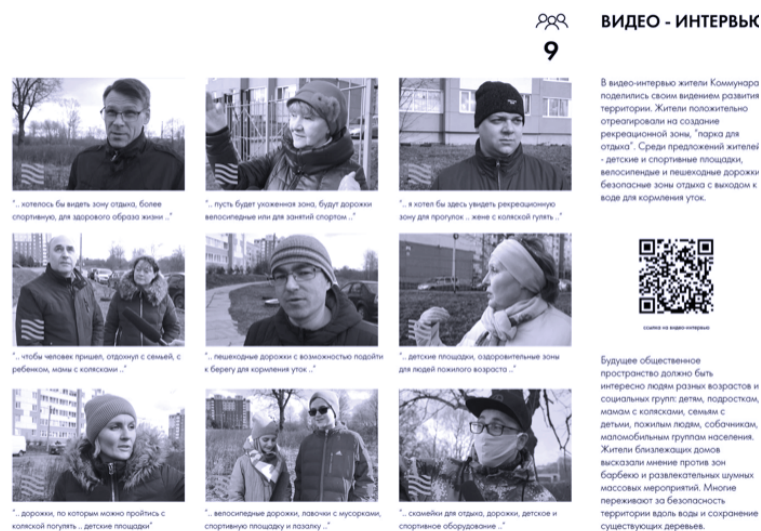 9
ВИДЕО - ИНТЕРВЬЮ
В видео-интервью жители Коммунара
поделились своим видением развития
территории. Жители положительно
отреагировали на создание
рекреационной зоны, "парка для
отдыха". Среди предложений жителей
- детские и спортивные площадки,
велосипедные и пешеходные дорожки,
безопасные зоны отдыха с выходом к
воде для кормления уток.
ссылка на видео-интервью
Будущее общественное
пространство должно быть
интересно людям разных возрастов и
социальных групп: детям, подросткам,
мамам с колясками, семьям с
детьми, пожилым людям, собачникам,
маломобильным группам населения.
Жители близлежащих домов
высказали мнение против зон
барбекю и развлекательных шумных
массовых мероприятий. Многие
переживают за безопасность
территории вдоль воды и сохранение
существующих деревьев.
".. хотелось бы видеть зону отдыха, более
спортивную, для здорового образа жизни .."
".. пусть будет ухоженная зона, будут дорожки
велосипедные или для занятий спортом .."
".. я хотел бы здесь увидеть рекреационную
зону для прогулок .. жене с коляской гулять .."
".. чтобы человек пришел, отдохнул с семьей, с
ребенком, мамы с колясками .."
".. пешеходные дорожки с возможностью подойти
к берегу для кормления уток .."
".. детские площадки, оздоровительные зоны
для людей пожилого возраста .."
".. дорожки, по которым можно пройтись с
коляской погулять .. детские площадки"
".. велосипедные дорожки, лавочки с мусорками,
спортивную площадку и лазалку .."
".. скамейки для отдыха, дорожки, детское и
спортивное оборудование .."